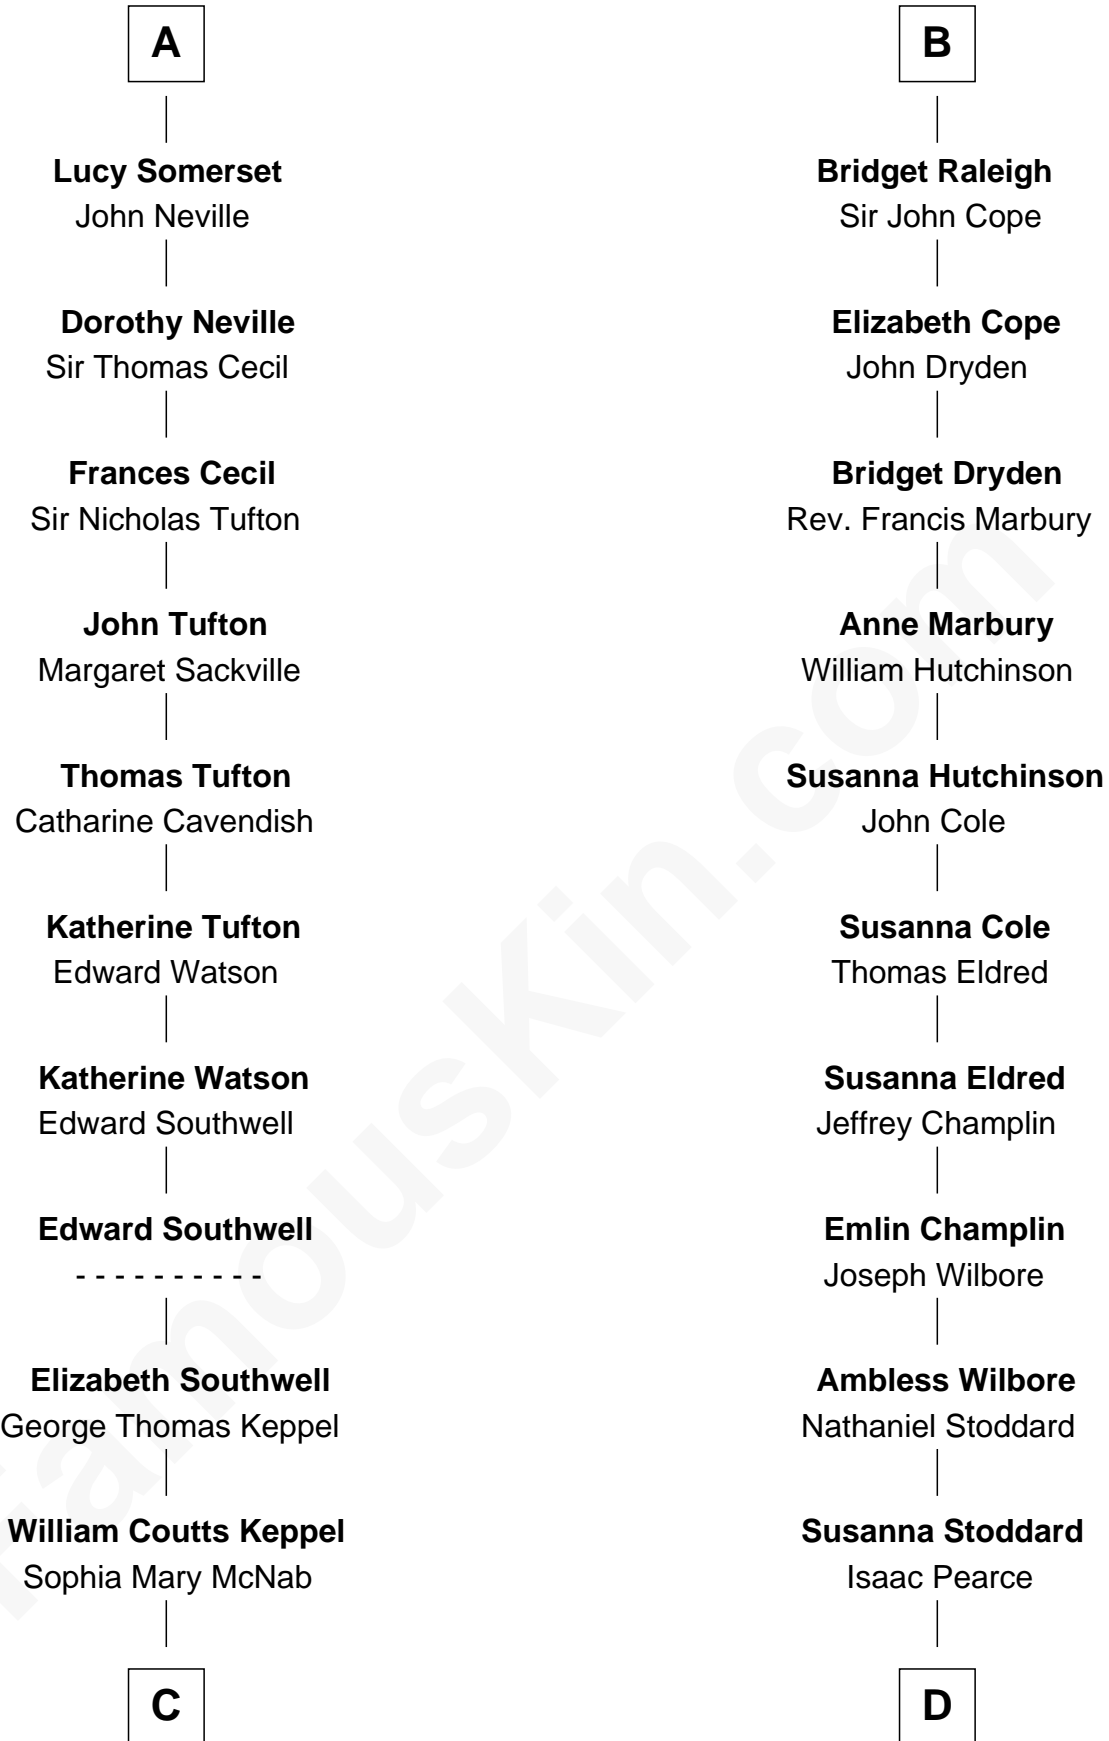 A
Lucy Somerset
John Neville
Dorothy Neville
Sir Thomas Cecil
Frances Cecil
Sir Nicholas Tufton
John Tufton
Margaret Sackville
Thomas Tufton
Catharine Cavendish
Katherine Tufton
Edward Watson
Katherine Watson
Edward Southwell
Edward Southwell
- - - - - - - - - -
Elizabeth Southwell
George Thomas Keppel
William Coutts Keppel
Sophia Mary McNab
C
B
Bridget Raleigh
Sir John Cope
Elizabeth Cope
John Dryden
Bridget Dryden
Rev. Francis Marbury
Anne Marbury
William Hutchinson
Susanna Hutchinson
John Cole
Susanna Cole
Thomas Eldred
Susanna Eldred
Jeffrey Champlin
Emlin Champlin
Joseph Wilbore
Ambless Wilbore
Nathaniel Stoddard
Susanna Stoddard
Isaac Pearce
D
FamousKin.com